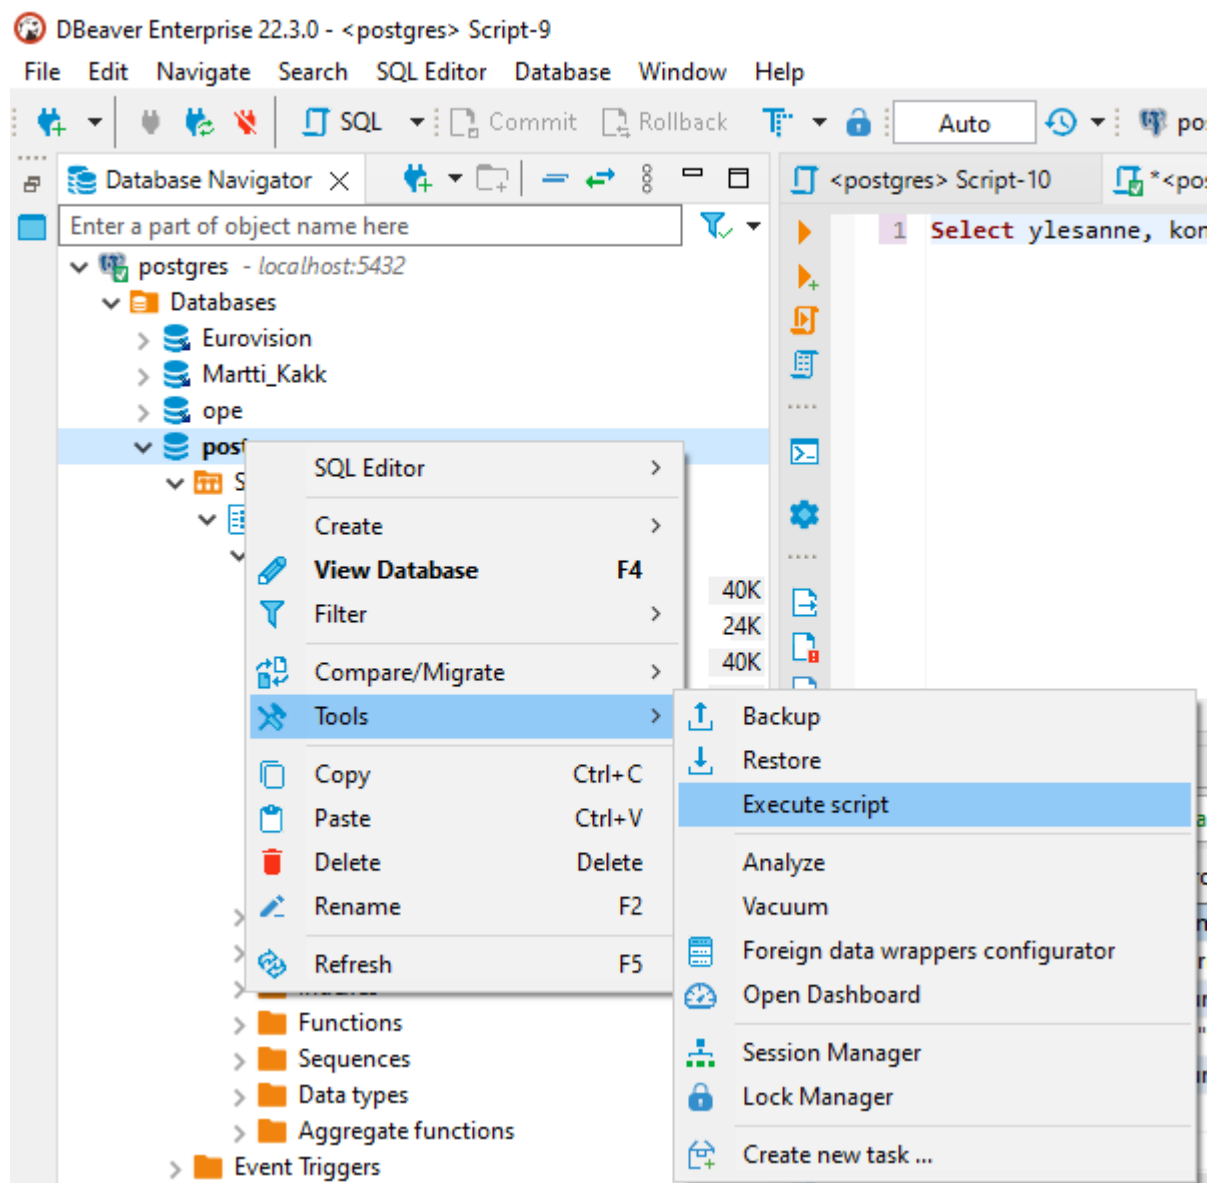 DBeaver Enterprise 22.3.0 - <postgres> Script-9
File Edit Navigate Search SQL Editor Database Window Help
SQL Commit Rollback Auto
Database Navigator
<postgres> Script-10
Enter a part of object name here
1 Select ylesanne,
postgres - localhost:5432
Databases
Eurovision
Martti_Kakk
ope
SQL Editor
Create
View Database F4
Filter
40K
24K
40K
Compare/Migrate
Tools
Copy Ctrl+C
Paste Ctrl+V
Delete Delete
Rename F2
Refresh F5
Backup
Restore
Execute script
Analyze
Vacuum
Foreign data wrappers configurator
Open Dashboard
Session Manager
Lock Manager
Create new task ...
Functions
Sequences
Data types
Aggregate functions
Event Triggers